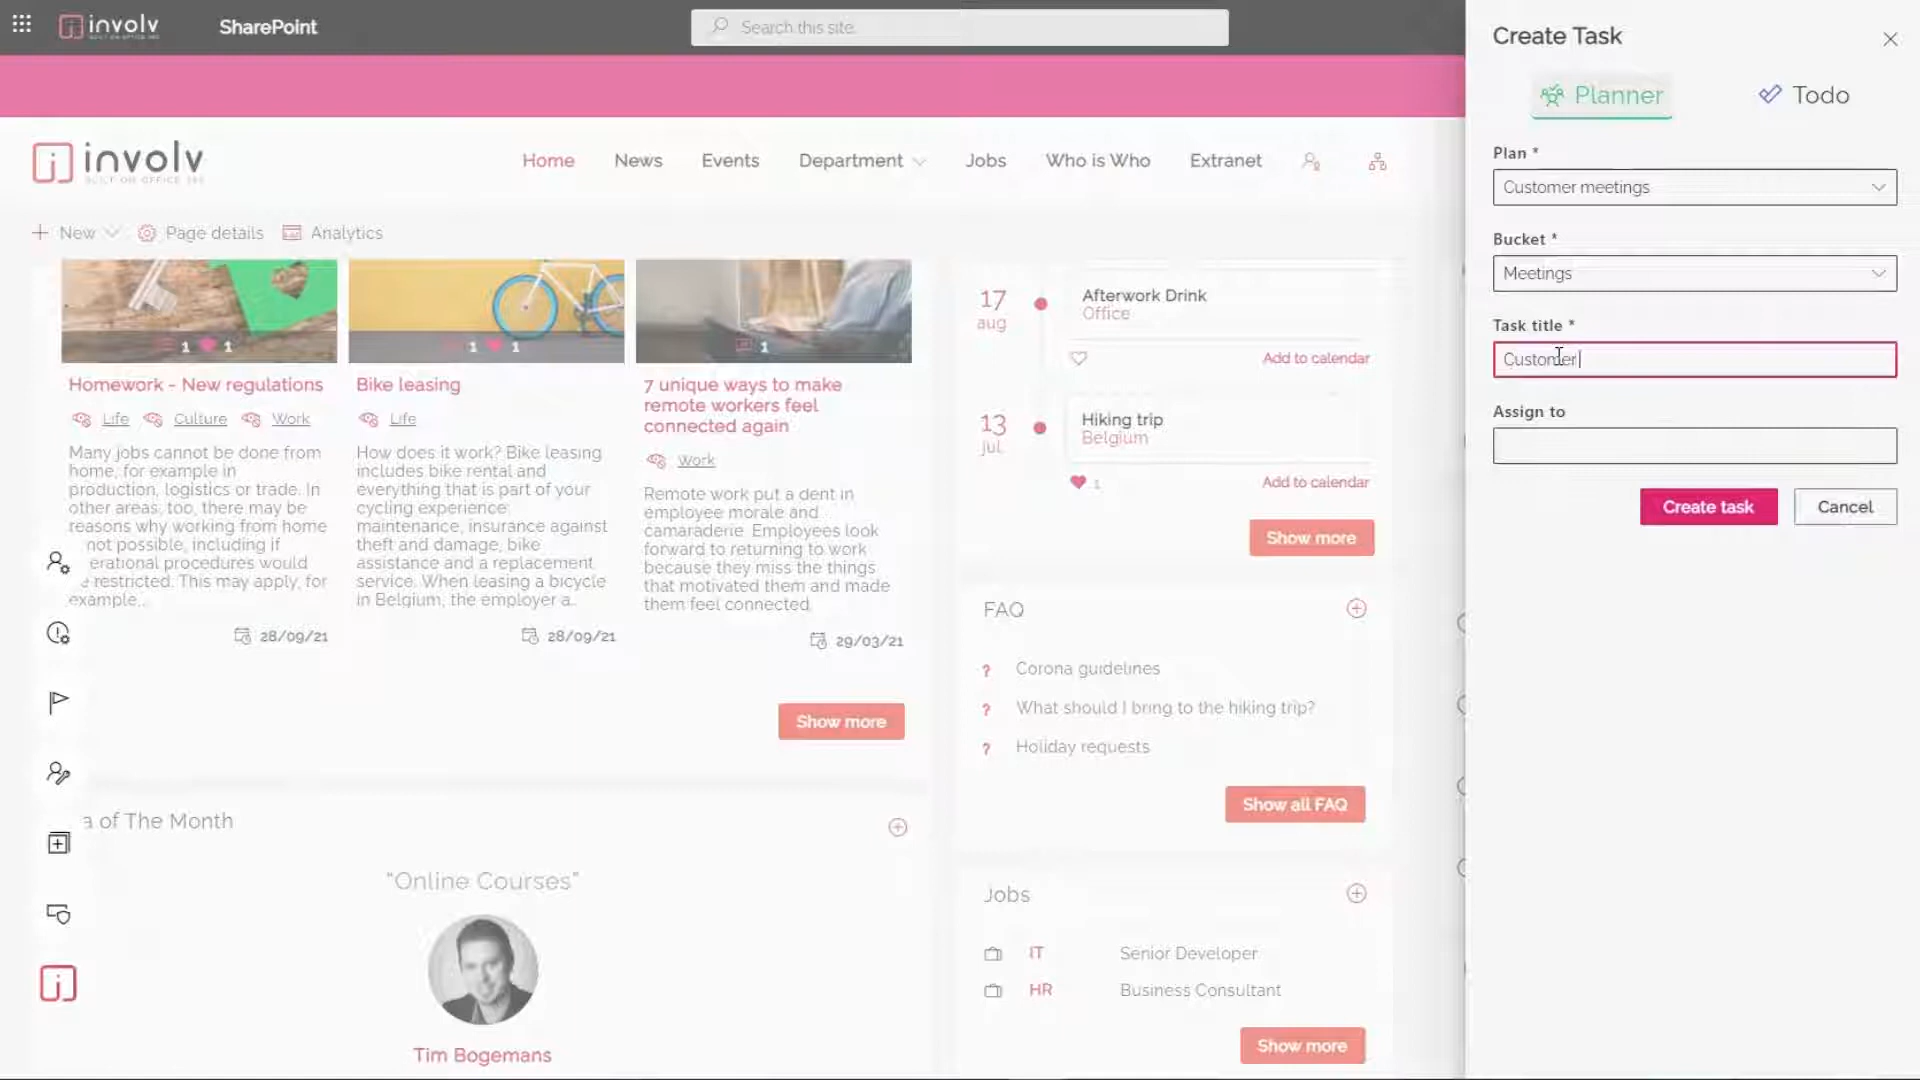 involv
SharePoint
Search this site.
involv
BUILT ON OFFICE 365
Home
News
Events
Department
Jobs
Who is Who
Extranet
New
Page details
Analytics
1
1
Homework - New regulations
Life
Culture
Work
Many jobs cannot be done from
home, for example in
production, logistics or trade. In
other areas, too, there may be
reasons why working from home
not possible, including if
erational procedures would
e restricted. This may apply, for
example...
28/09/21
1
1
Bike leasing
Life
How does it work? Bike leasing
includes bike rental and
everything that is part of your
cycling experience:
maintenance, insurance against
theft and damage, bike
assistance and a replacement
service. When leasing a bicycle
in Belgium, the employer a...
28/09/21
1
7 unique ways to make
remote workers feel
connected again
Work
Remote work put a dent in
employee morale and
camaraderie. Employees look
forward to returning to work
because they miss the things
that motivated them and made
them feel connected.
29/03/21
Show more
a of The Month
"Online Courses"
Tim Bogemans
17
aug
Afterwork Drink
Office
Add to calendar
13
jul
Hiking trip
Belgium
1
Add to calendar
Show more
FAQ
? Corona guidelines
? What should I bring to the hiking trip?
? Holiday requests
Show all FAQ
Jobs
IT Senior Developer
HR Business Consultant
Show more
Create Task
Planner
Todo
Plan *
Customer meetings
Bucket *
Meetings
Task title *
Customer
Assign to
Create task
Cancel